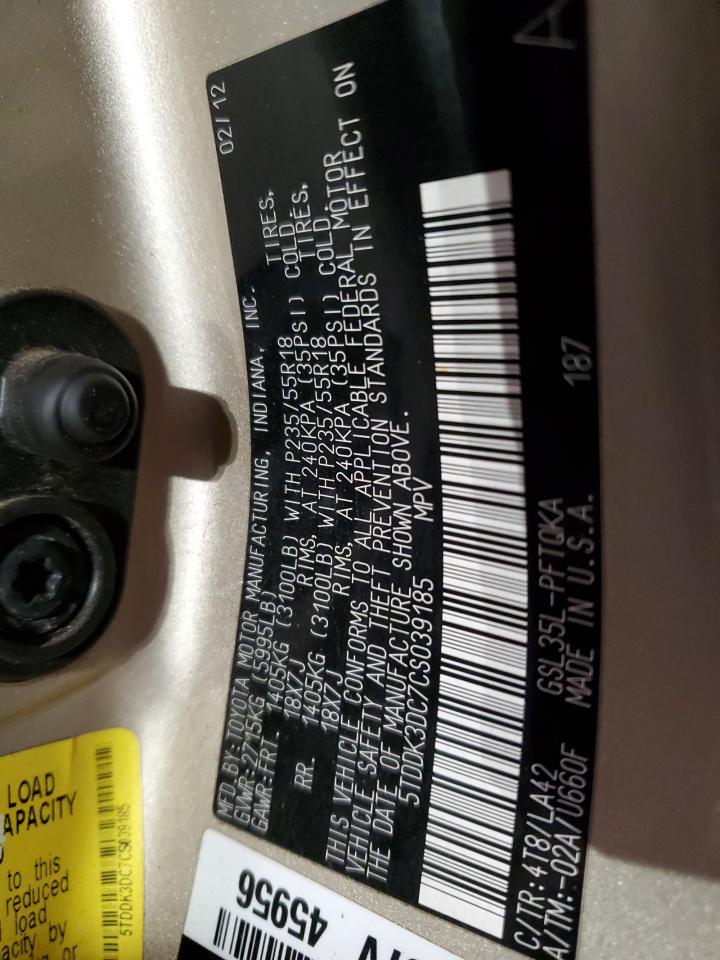 MFD. BY: TOYOTA MOTOR MANUFACTURING, INDIANA, INC. 02/12
GVWR: 2715KG (5995LB)
GAWR: FRT. 1405KG (3100LB) WITH P235/55R18 TIRES,
18X7J RIMS, AT 240KPA (35PSI) COLD
RR. 1405KG (3100LB) WITH P235/55R18 TIRES,
18X7J RIMS, AT 240KPA (35PSI) COLD.
THIS VEHICLE CONFORMS TO ALL APPLICABLE FEDERAL MOTOR
VEHICLE SAFETY AND THEFT PREVENTION STANDARDS IN EFFECT ON
THE DATE OF MANUFACTURE SHOWN ABOVE.
5TDDK3DC7CS039185 MPV
C/TR: 4T8/LA42 GSL35L-PFTQKA 187
A/TM: -02A/U660F MADE IN U.S.A.
A
45956
LOAD
APACITY
to this
reduced
load
acity by
or
5TDDK3DC7CS039185